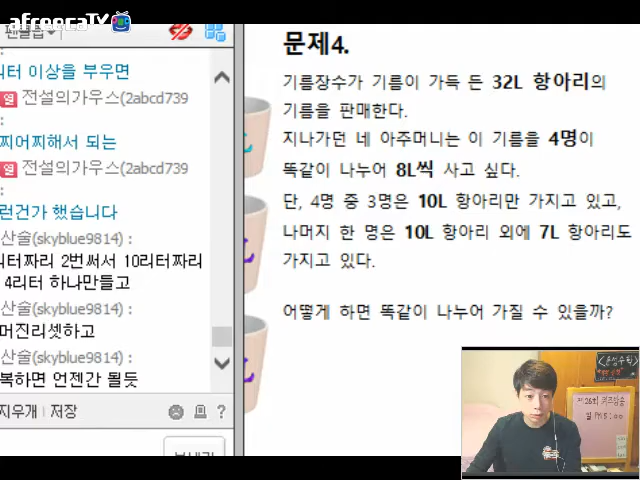 afreecaTV
리터 이상을 부우면
열 전설의가우스(2abcd739
:
찌어찌해서 되는
열 전설의가우스(2abcd739
:
런건가 했습니다
산술(skyblue9814) :
리터짜리 2번써서 10리터짜리
4리터 하나만들고
산술(skyblue9814) :
머진리셋하고
산술(skyblue9814) :
복하면 언젠간 될듯
지우개 | 저장
?
문제4.
기름장수가 기름이 가득 든 32L 항아리의
기름을 판매한다.
지나가던 네 아주머니는 이 기름을 4명이
똑같이 나누어 8L씩 사고 싶다.
단, 4명 중 3명은 10L 항아리만 가지고 있고,
나머지 한 명은 10L 항아리 외에 7L 항아리도
가지고 있다.
어떻게 하면 똑같이 나누어 가질 수 있을까?